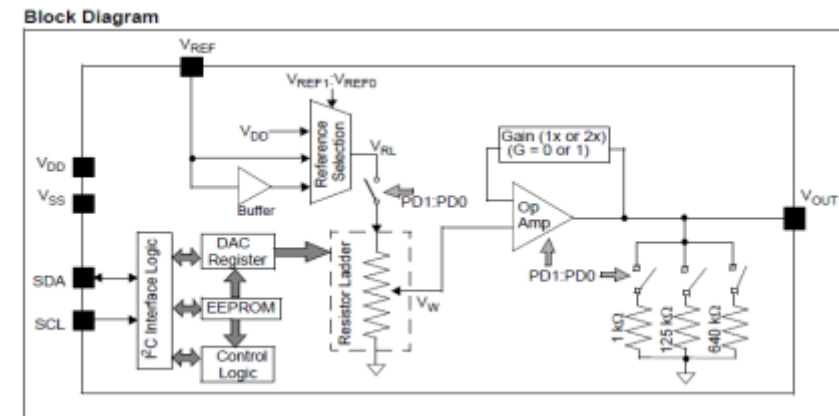 Block Diagram
VREF
VREF1:VREF0
VDD
Reference Selection
VRL
Gain (1x or 2x)
(G = 0 or 1)
VDD
VSS
Buffer
PD1:PD0
Op
Amp
VOUT
SDA
SCL
I²C Interface Logic
DAC
Register
EEPROM
Control
Logic
Resistor Ladder
VW
PD1:PD0
1 kΩ
125 kΩ
640 kΩ